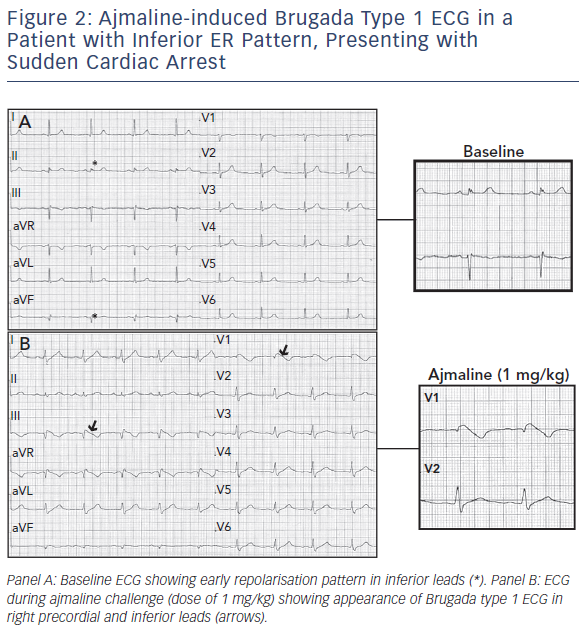 Figure 2: Ajmaline-induced Brugada Type 1 ECG in a
Patient with Inferior ER Pattern, Presenting with
Sudden Cardiac Arrest
A
I
II
*
III
aVR
aVL
aVF
*
V1
V2
V3
V4
V5
V6
Baseline
B
I
II
III
aVR
aVL
aVF
V1
V2
V3
V4
V5
V6
Ajmaline (1 mg/kg)
V1
V2
Panel A: Baseline ECG showing early repolarisation pattern in inferior leads (*). Panel B: ECG
during ajmaline challenge (dose of 1 mg/kg) showing appearance of Brugada type 1 ECG in
right precordial and inferior leads (arrows).